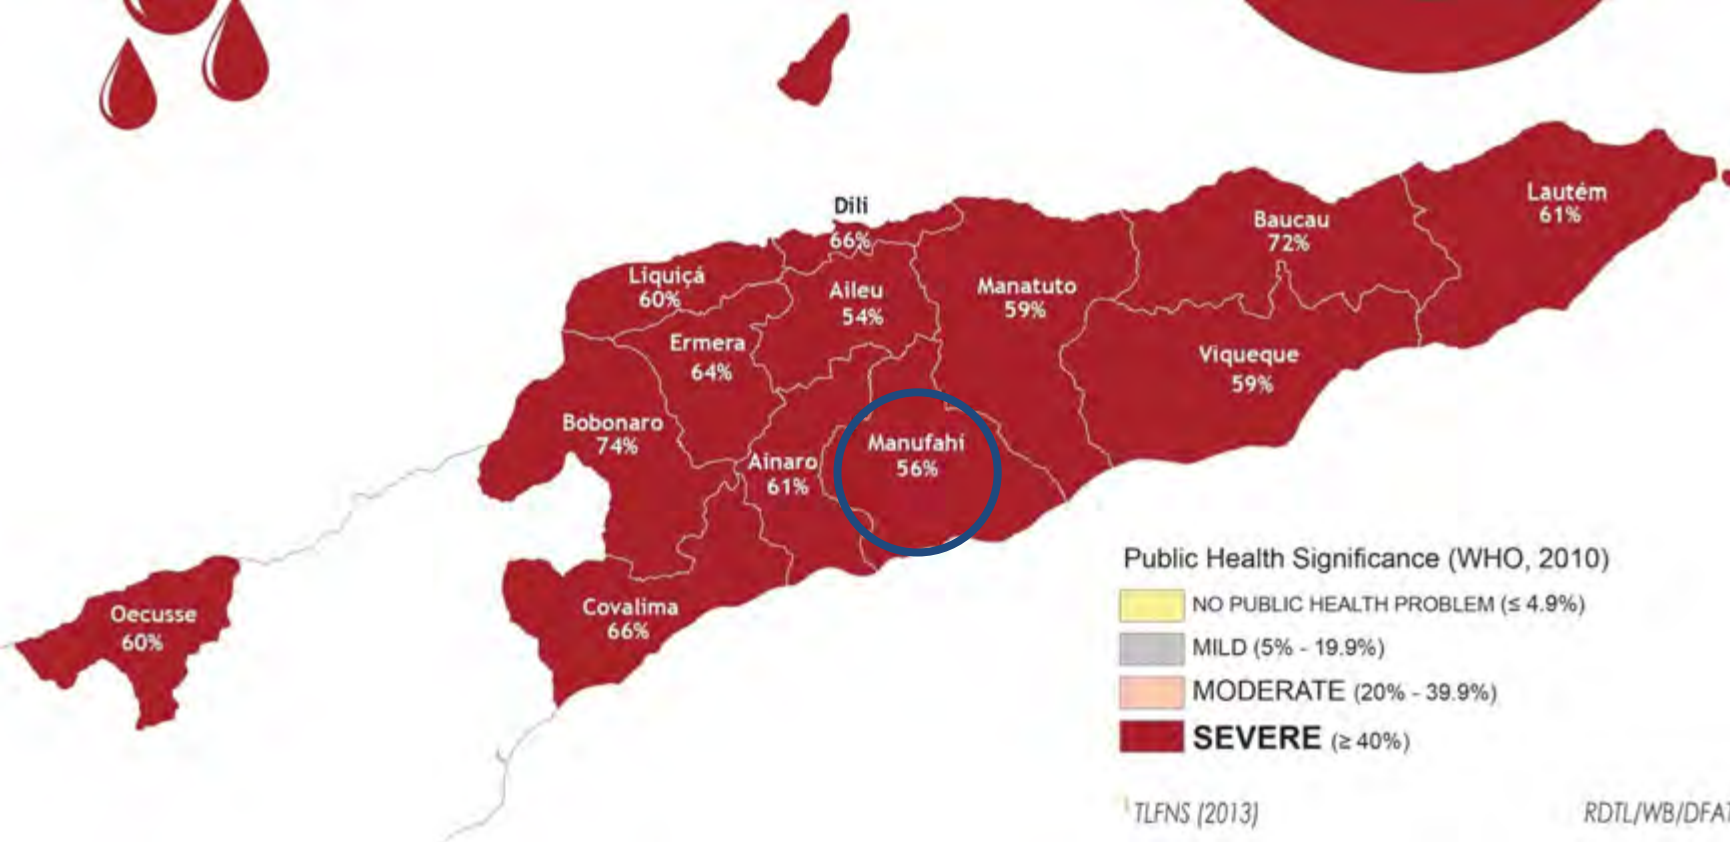 Dili
66%
Lautém
61%
Baucau
72%
Liquiçá
60%
Aileu
54%
Manatuto
59%
Ermera
64%
Viqueque
59%
Bobonaro
74%
Manufahi
56%
Ainaro
61%
Oecusse
60%
Covalima
66%
Public Health Significance (WHO, 2010)
NO PUBLIC HEALTH PROBLEM (≤ 4.9%)
MILD (5% - 19.9%)
MODERATE (20% - 39.9%)
SEVERE (≥ 40%)
TLFNS (2013)
RDTL/WB/DFAT